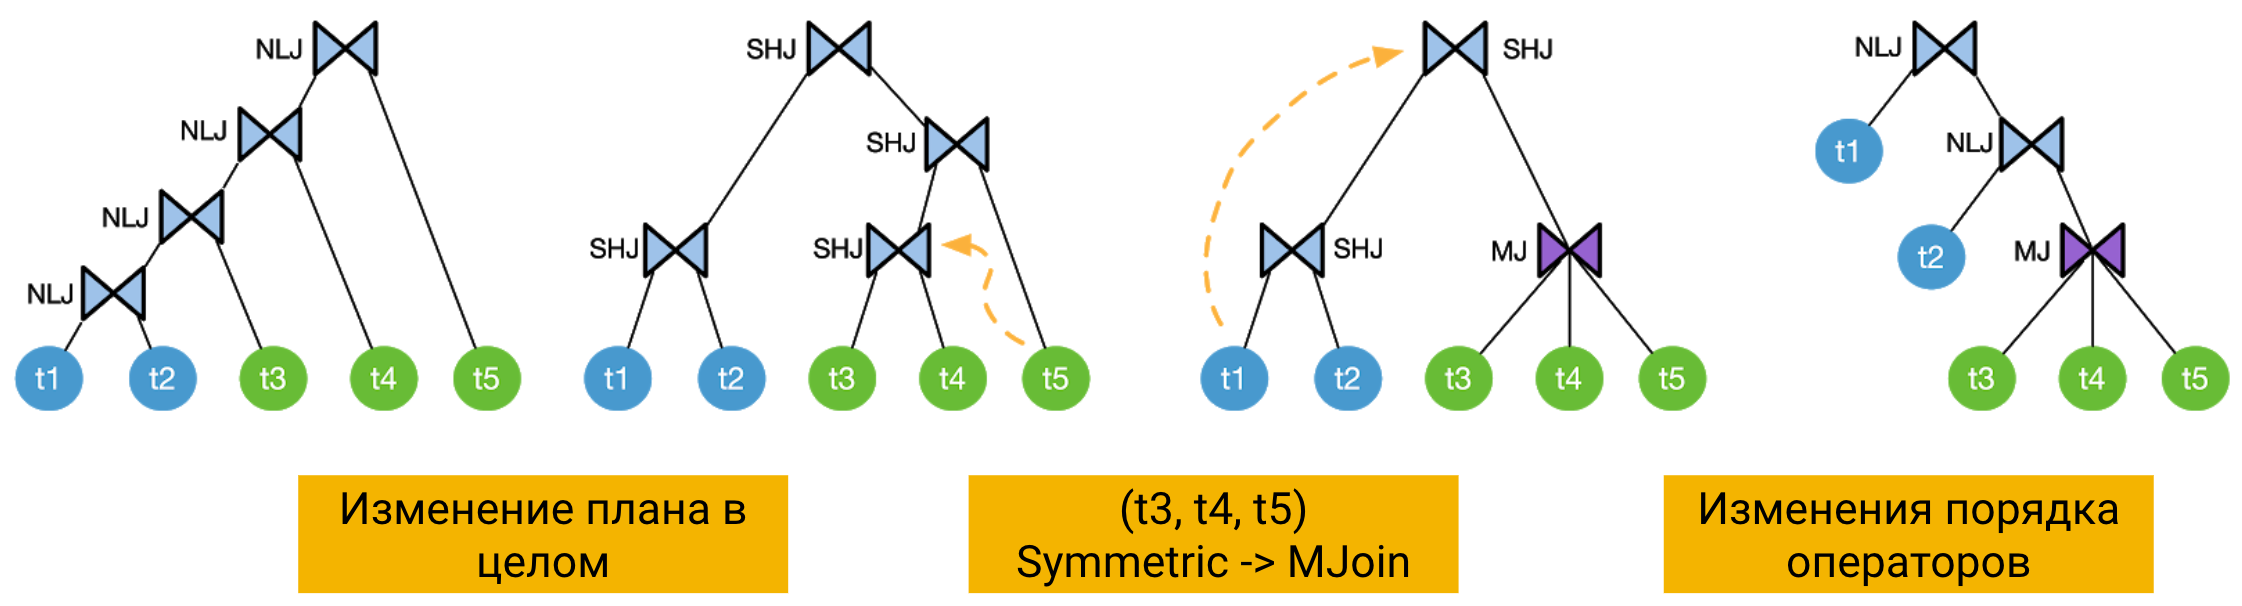 NLJ
NLJ
NLJ
NLJ
t1 t2 t3 t4 t5
SHJ
SHJ
SHJ SHJ
t1 t2 t3 t4 t5
SHJ
SHJ MJ
t1 t2 t3 t4 t5
NLJ
t1 NLJ
t2 MJ
t3 t4 t5
Изменение плана в
целом
(t3, t4, t5)
Symmetric -> MJoin
Изменения порядка
операторов